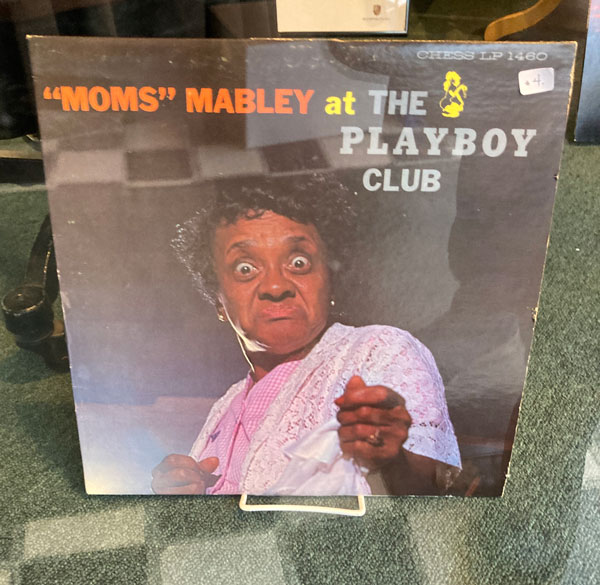 CHESS LP 1460
"MOMS" MABLEY at THE
PLAYBOY
CLUB